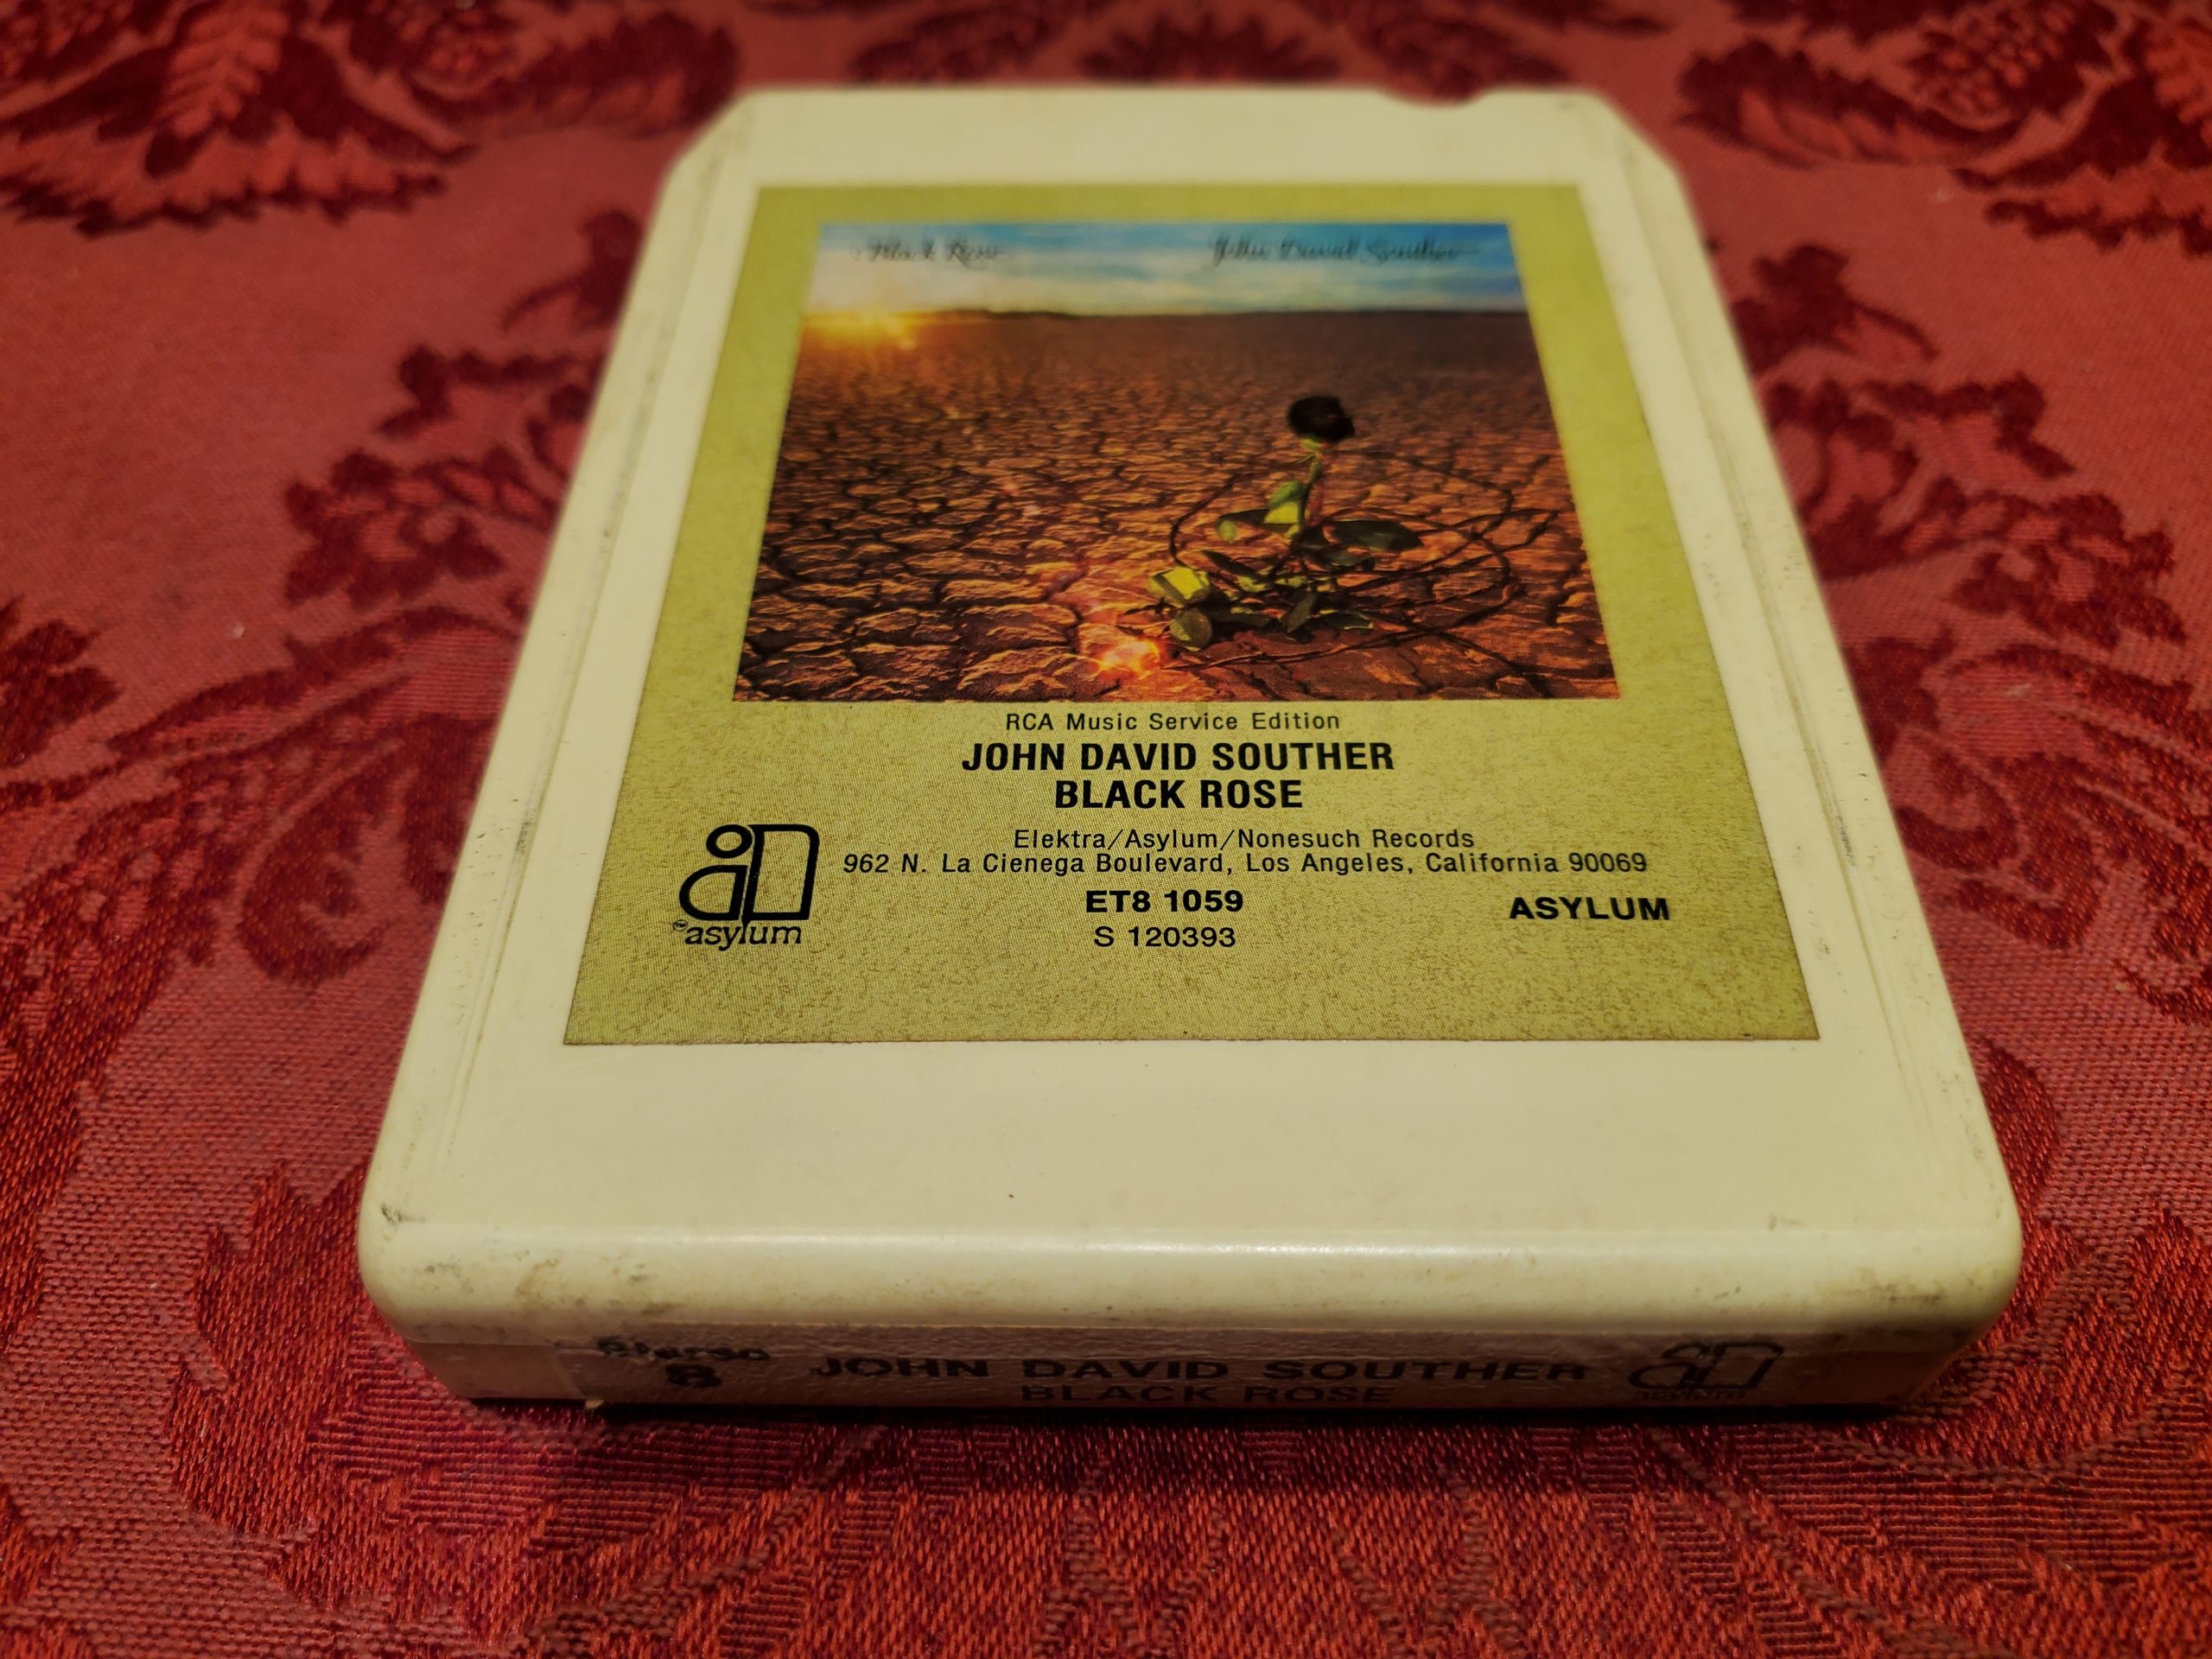 Black Rose
John David Souther
RCA Music Service Edition
JOHN DAVID SOUTHER
BLACK ROSE
Elektra/Asylum/Nonesuch Records
962 N. La Cienega Boulevard, Los Angeles, California 90069
ET8 1059
S 120393
asylum
ASYLUM
Stereo
8
JOHN DAVID SOUTHER
BLACK ROSE
asylum